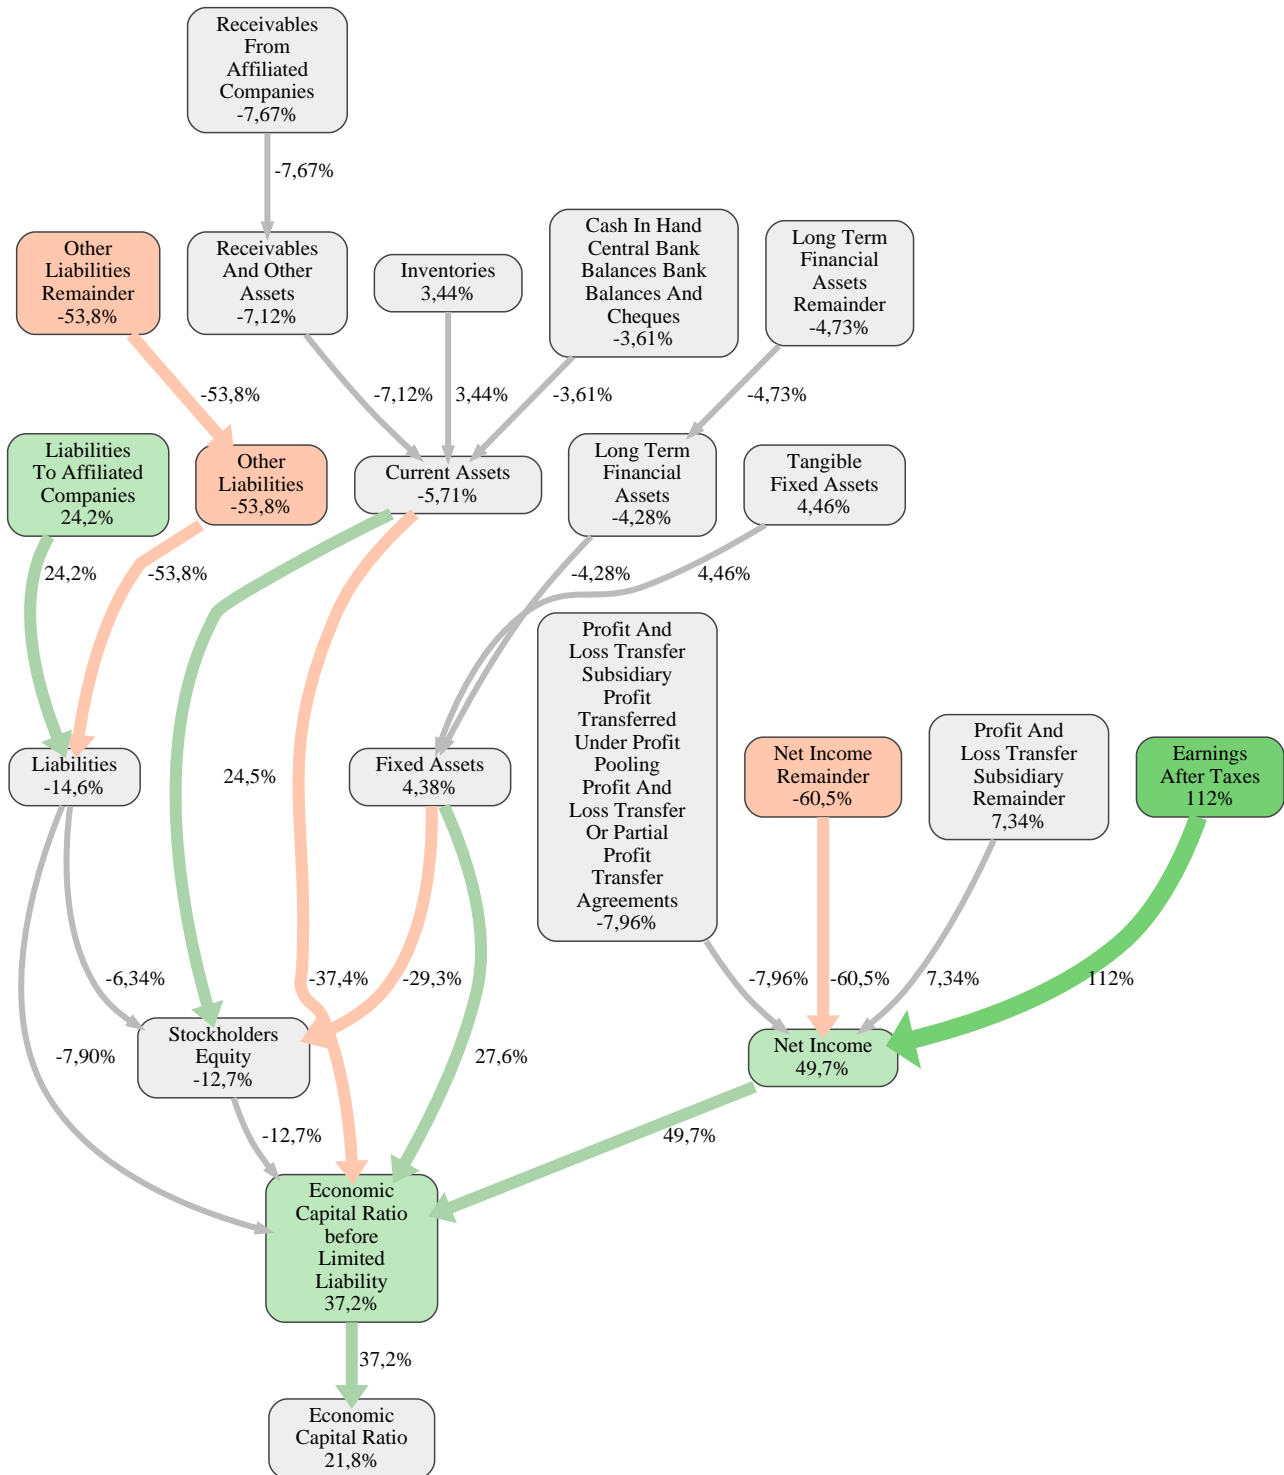 Receivables
From
Affiliated
Companies
-7,67%
-7,67%
Other
Liabilities
Remainder
-53,8%
Receivables
And Other
Assets
-7,12%
Inventories
3,44%
Cash In Hand
Central Bank
Balances Bank
Balances And
Cheques
-3,61%
Long Term
Financial
Assets
Remainder
-4,73%
-53,8%
-7,12%
3,44%
-3,61%
-4,73%
Liabilities
To Affiliated
Companies
24,2%
Other
Liabilities
-53,8%
Current Assets
-5,71%
Long Term
Financial
Assets
-4,28%
Tangible
Fixed Assets
4,46%
24,2%
-53,8%
-4,28%
4,46%
Profit And
Loss Transfer
Subsidiary
Profit
Transferred
Under Profit
Pooling
Profit And
Loss Transfer
Or Partial
Profit
Transfer
Agreements
-7,96%
Liabilities
-14,6%
24,5%
Fixed Assets
4,38%
Net Income
Remainder
-60,5%
Profit And
Loss Transfer
Subsidiary
Remainder
7,34%
Earnings
After Taxes
112%
-6,34%
-37,4%
-29,3%
-7,96%
-60,5%
7,34%
112%
-7,90%
Stockholders
Equity
-12,7%
27,6%
Net Income
49,7%
-12,7%
49,7%
Economic
Capital Ratio
before
Limited
Liability
37,2%
37,2%
Economic
Capital Ratio
21,8%